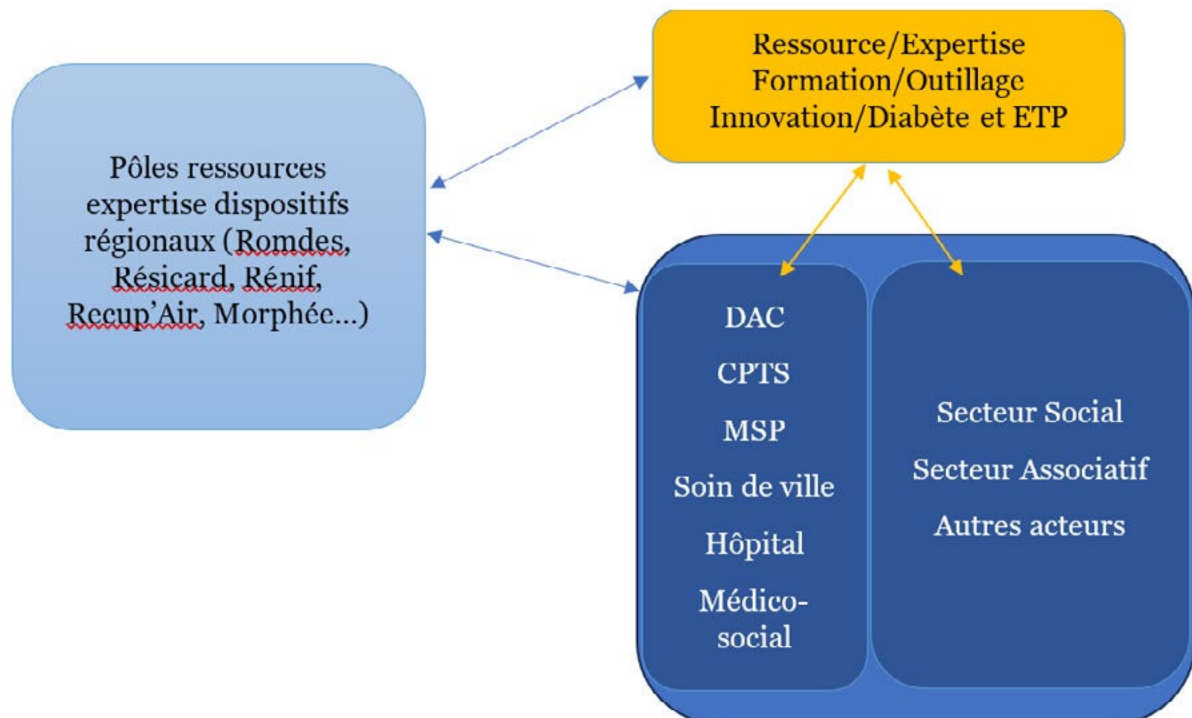 Pôles ressources
expertise dispositifs
régionaux (Romdes,
Résicard, Rénif,
Recup’Air, Morphée…)
Ressource/Expertise
Formation/Outillage
Innovation/Diabète et ETP
DAC
CPTS
MSP
Soin de ville
Hôpital
Médico-
social
Secteur Social
Secteur Associatif
Autres acteurs